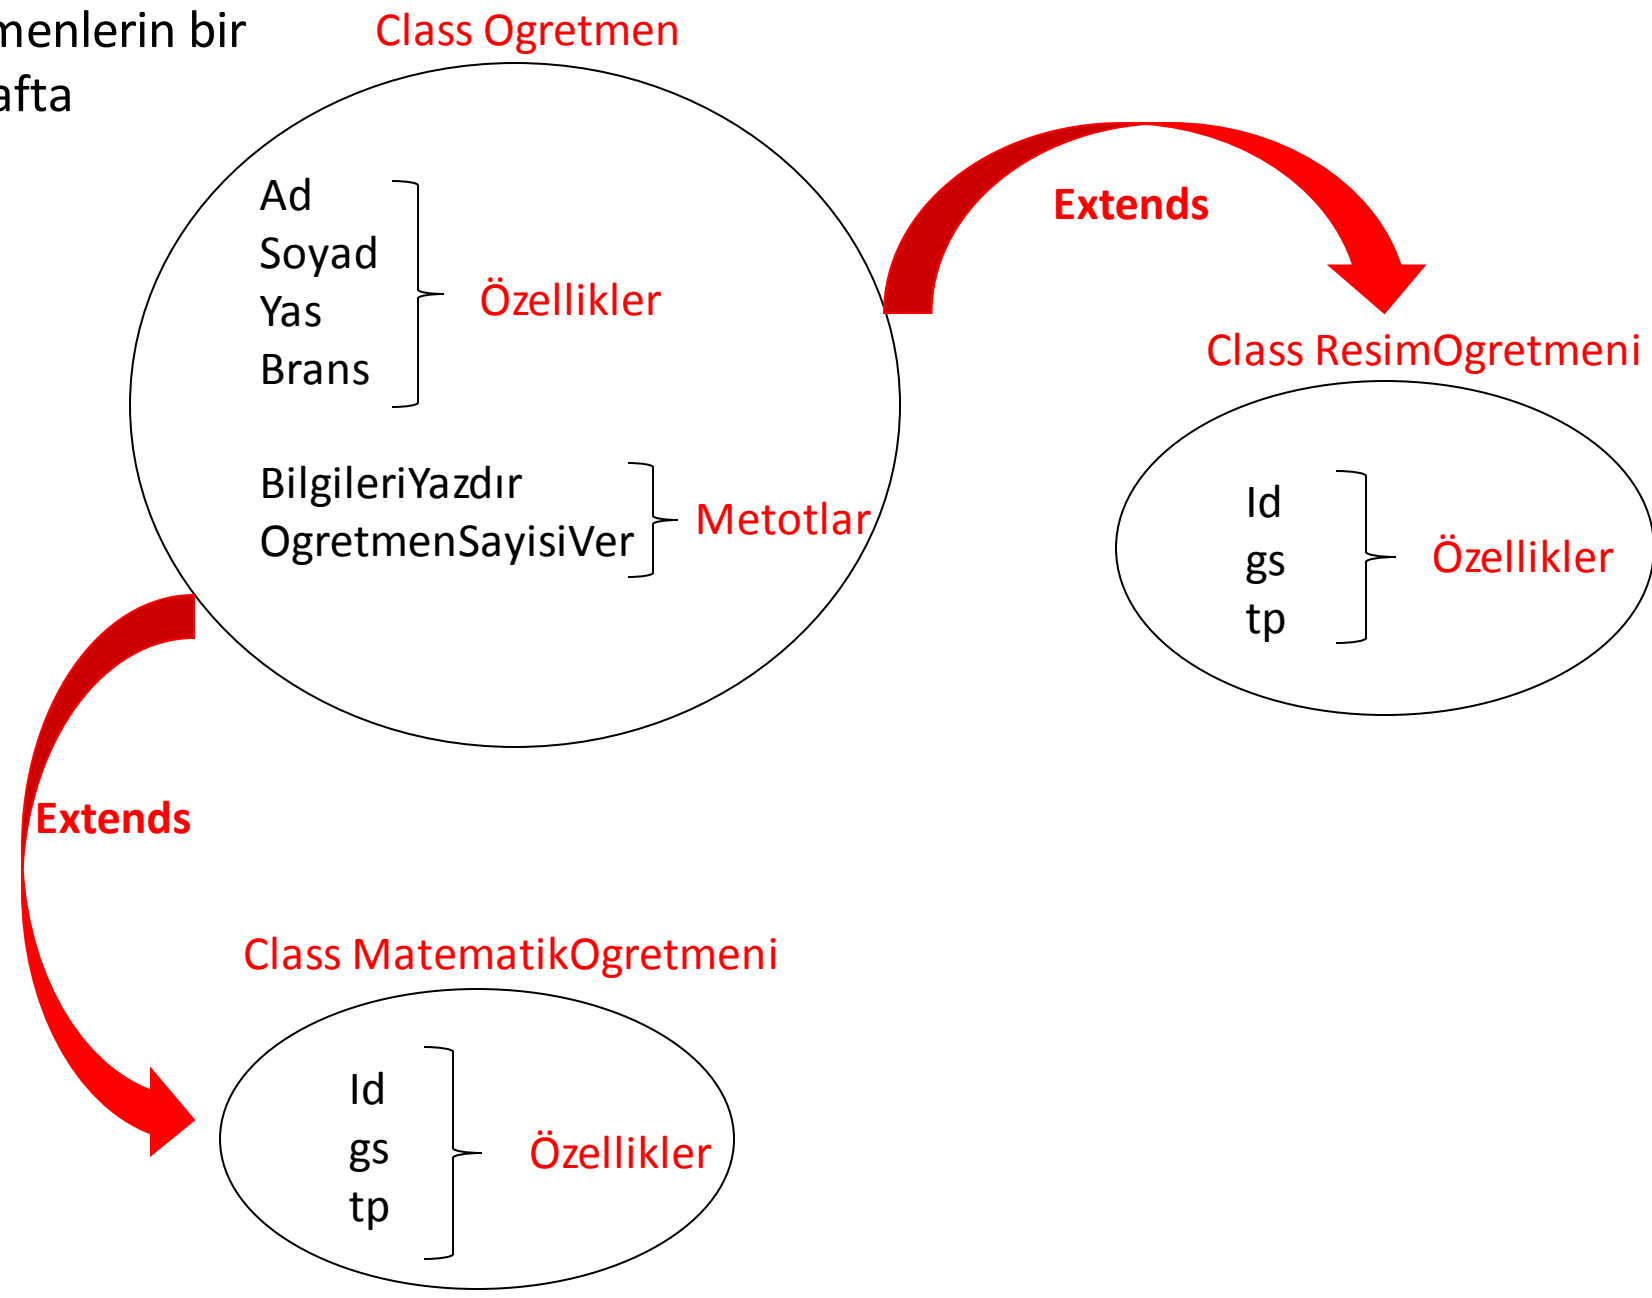 menlerin bir
afta
Class Ogretmen
Ad
Soyad
Yas
Brans
Özellikler
BilgileriYazdır
OgretmenSayisiVer
Metotlar
Extends
Class ResimOgretmeni
Id
gs
tp
Özellikler
Extends
Class MatematikOgretmeni
Id
gs
tp
Özellikler